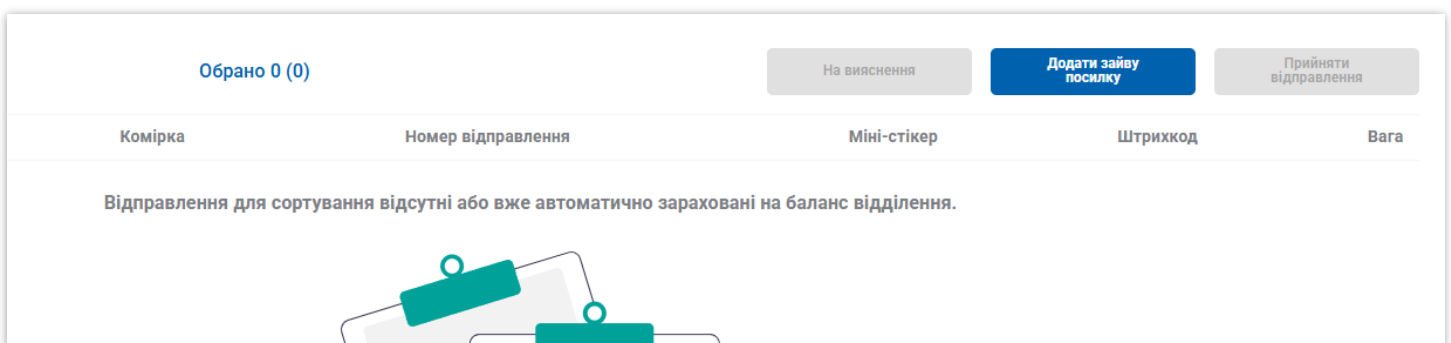 Обрано 0 (0)
На вияснення
Додати зайву
посилку
Прийняти
відправлення
Комірка
Номер відправлення
Міні-стікер
Штрихкод
Вага
Відправлення для сортування відсутні або вже автоматично зараховані на баланс відділення.